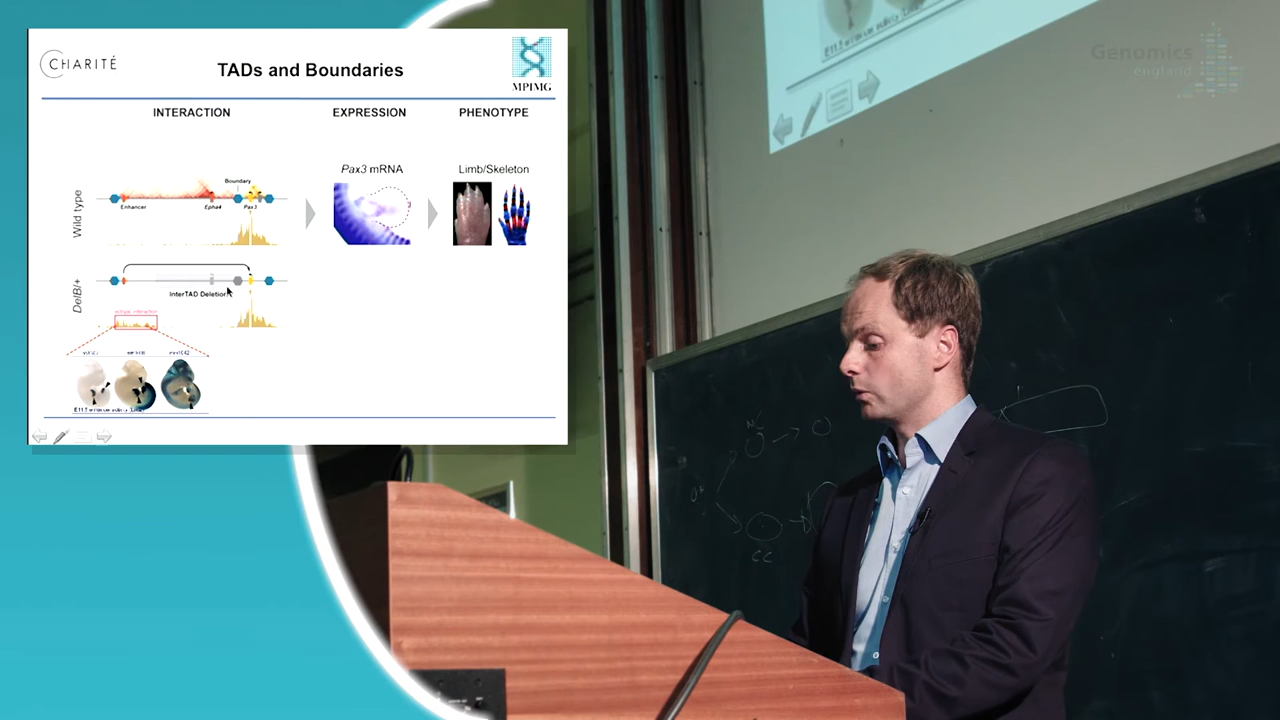 CHARITÉ
TADs and Boundaries
MPIMG
INTERACTION
EXPRESSION
PHENOTYPE
Wild type
Boundary
Enhancer
Epha4
Pax3
Pax3 mRNA
Limb/Skeleton
DelB/+
InterTAD Deletion
Genomics
england
CC